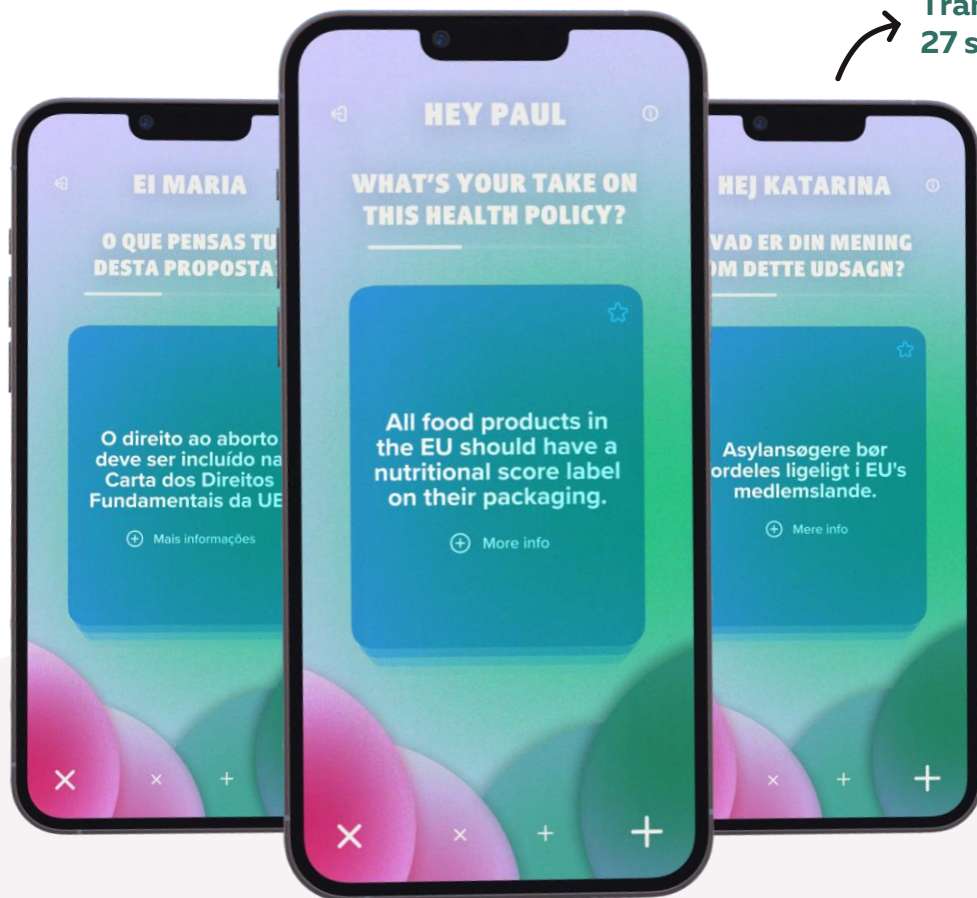 27 s
EI MARIA
O QUE PENSAS TU
DESTA PROPOSTA
O direito ao aborto
deve ser incluído na
Carta dos Direitos
Fundamentais da UE
Mais informações
HEY PAUL
WHAT'S YOUR TAKE ON
THIS HEALTH POLICY?
All food products in
the EU should have a
nutritional score label
on their packaging.
More info
HEJ KATARINA
VAD ER DIN MENING
OM DETTE UDSAGN?
Asylansøgere bør
ordeles ligeligt i EU's
medlemslande.
Mere info